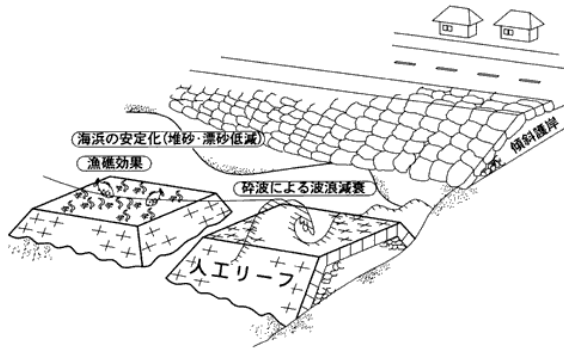 海浜の安定化(堆砂・漂砂低減)
漁礁効果
砕波による波浪減衰
傾斜護岸
人工リーフ